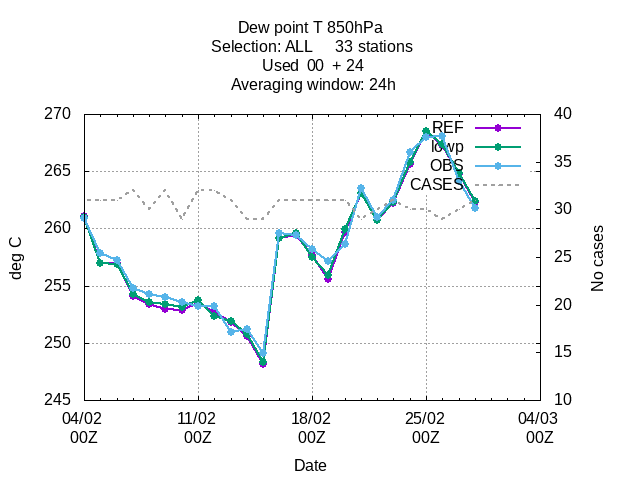 Dew point T 850hPa
Selection: ALL 33 stations
Used 00 + 24
Averaging window: 24h
270
265
260
255
250
245
deg C
40
35
30
25
20
15
10
No cases
REF
lowp
OBS
CASES
04/02 11/02 18/02 25/02 04/03
00Z 00Z 00Z 00Z 00Z
Date